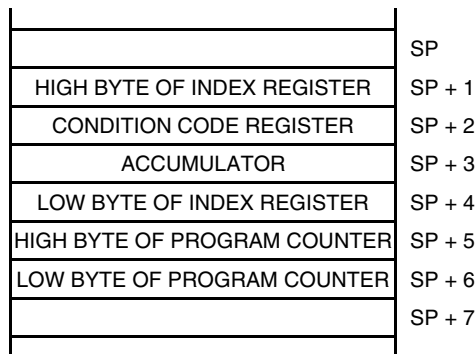 SP
HIGH BYTE OF INDEX REGISTER SP + 1
CONDITION CODE REGISTER SP + 2
ACCUMULATOR SP + 3
LOW BYTE OF INDEX REGISTER SP + 4
HIGH BYTE OF PROGRAM COUNTER SP + 5
LOW BYTE OF PROGRAM COUNTER SP + 6
SP + 7